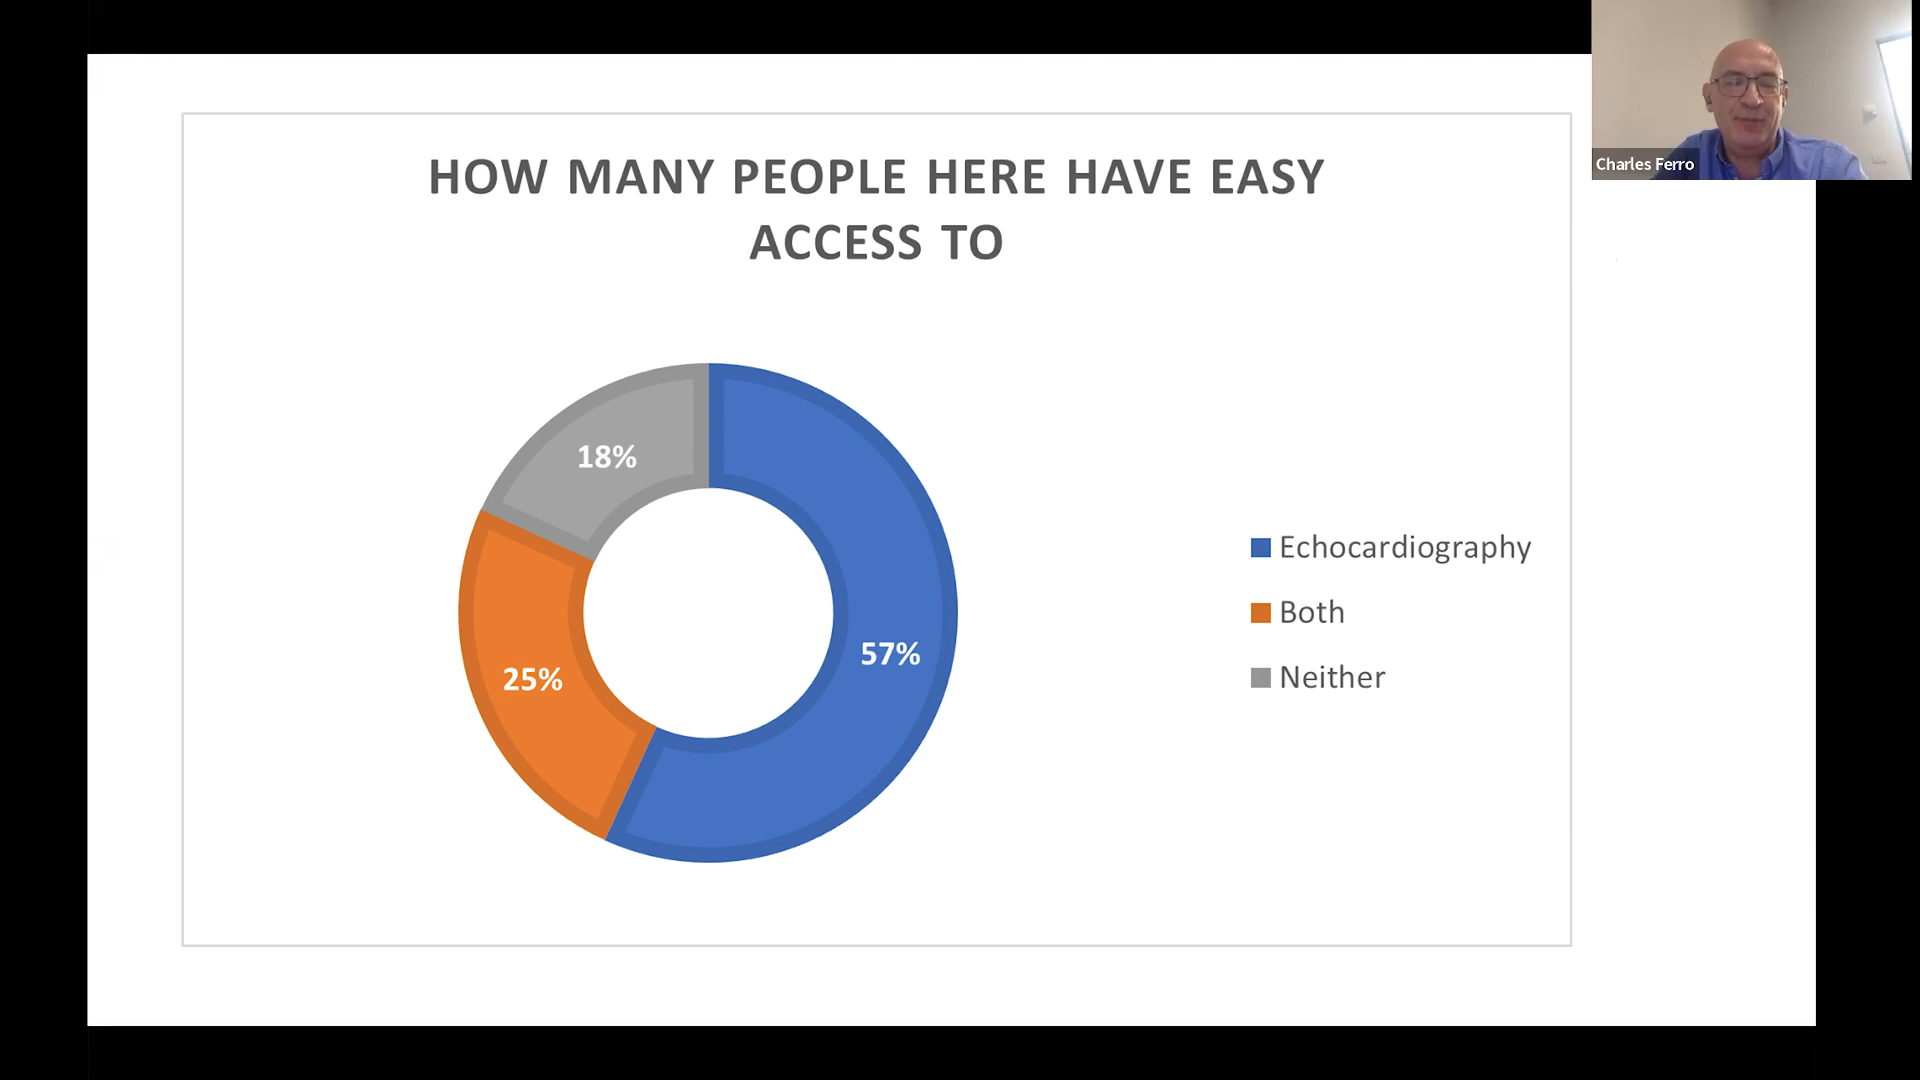 Charles Ferro
HOW MANY PEOPLE HERE HAVE EASY
ACCESS TO
18%
57%
25%
Echocardiography
Both
Neither